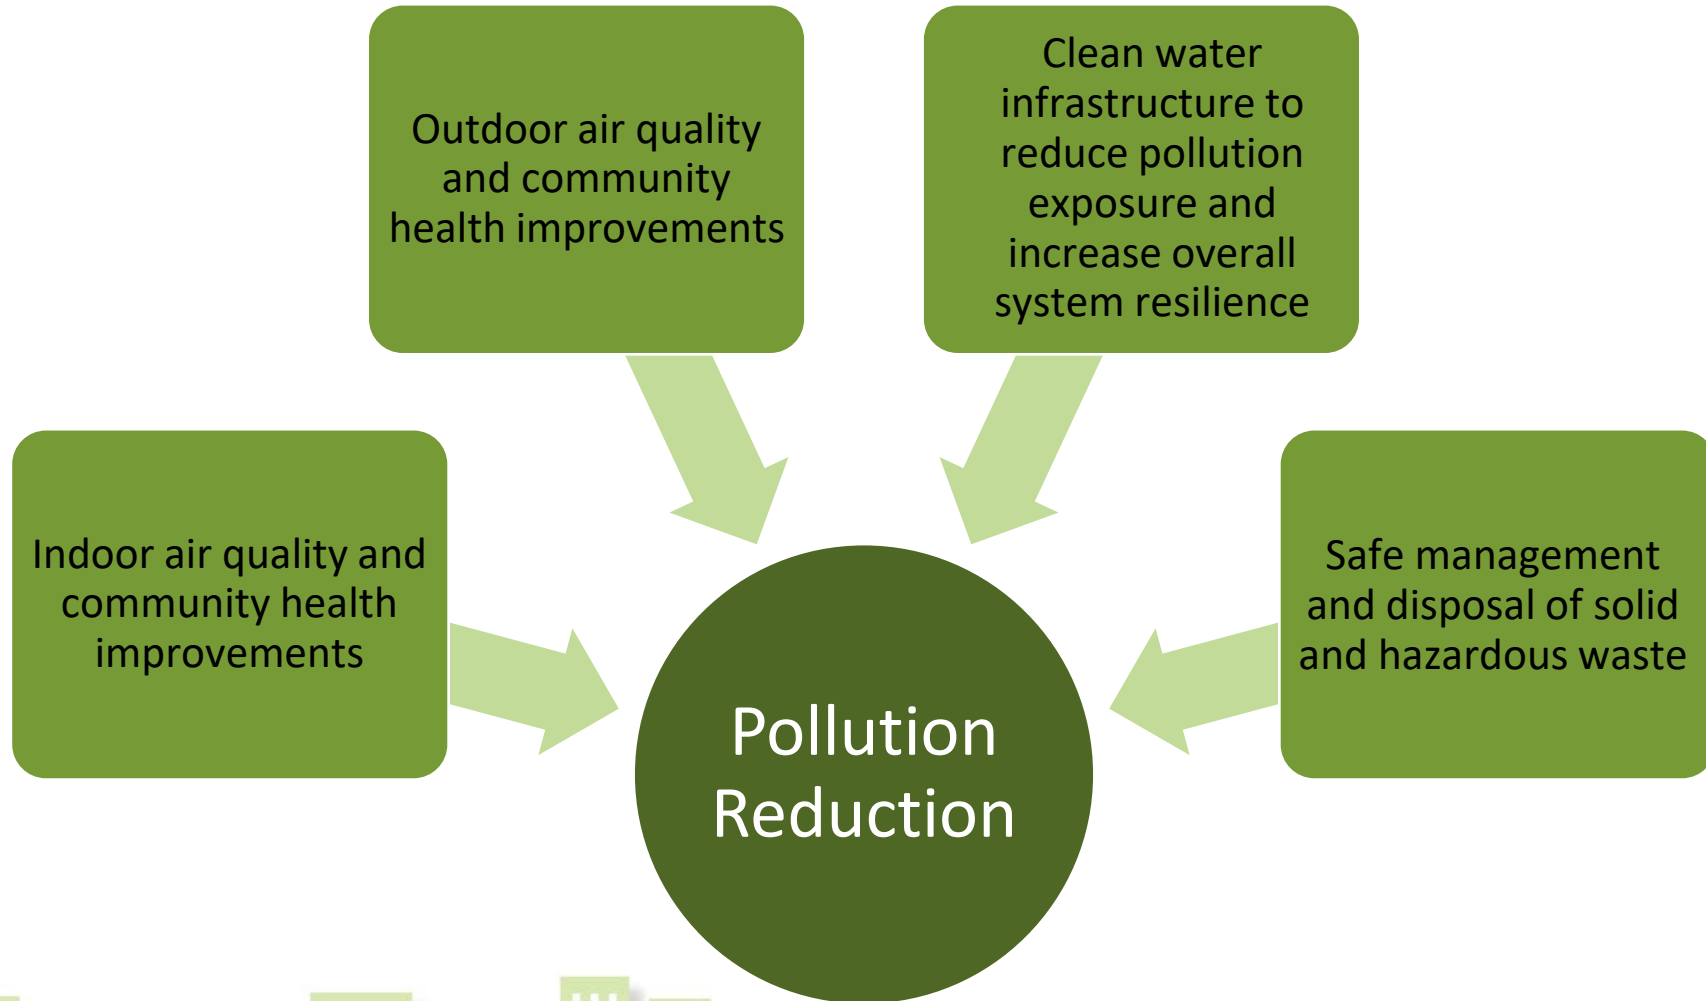 Outdoor air quality
and community
health improvements
Clean water
infrastructure to
reduce pollution
exposure and
increase overall
system resilience
Indoor air quality and
community health
improvements
Safe management
and disposal of solid
and hazardous waste
Pollution
Reduction